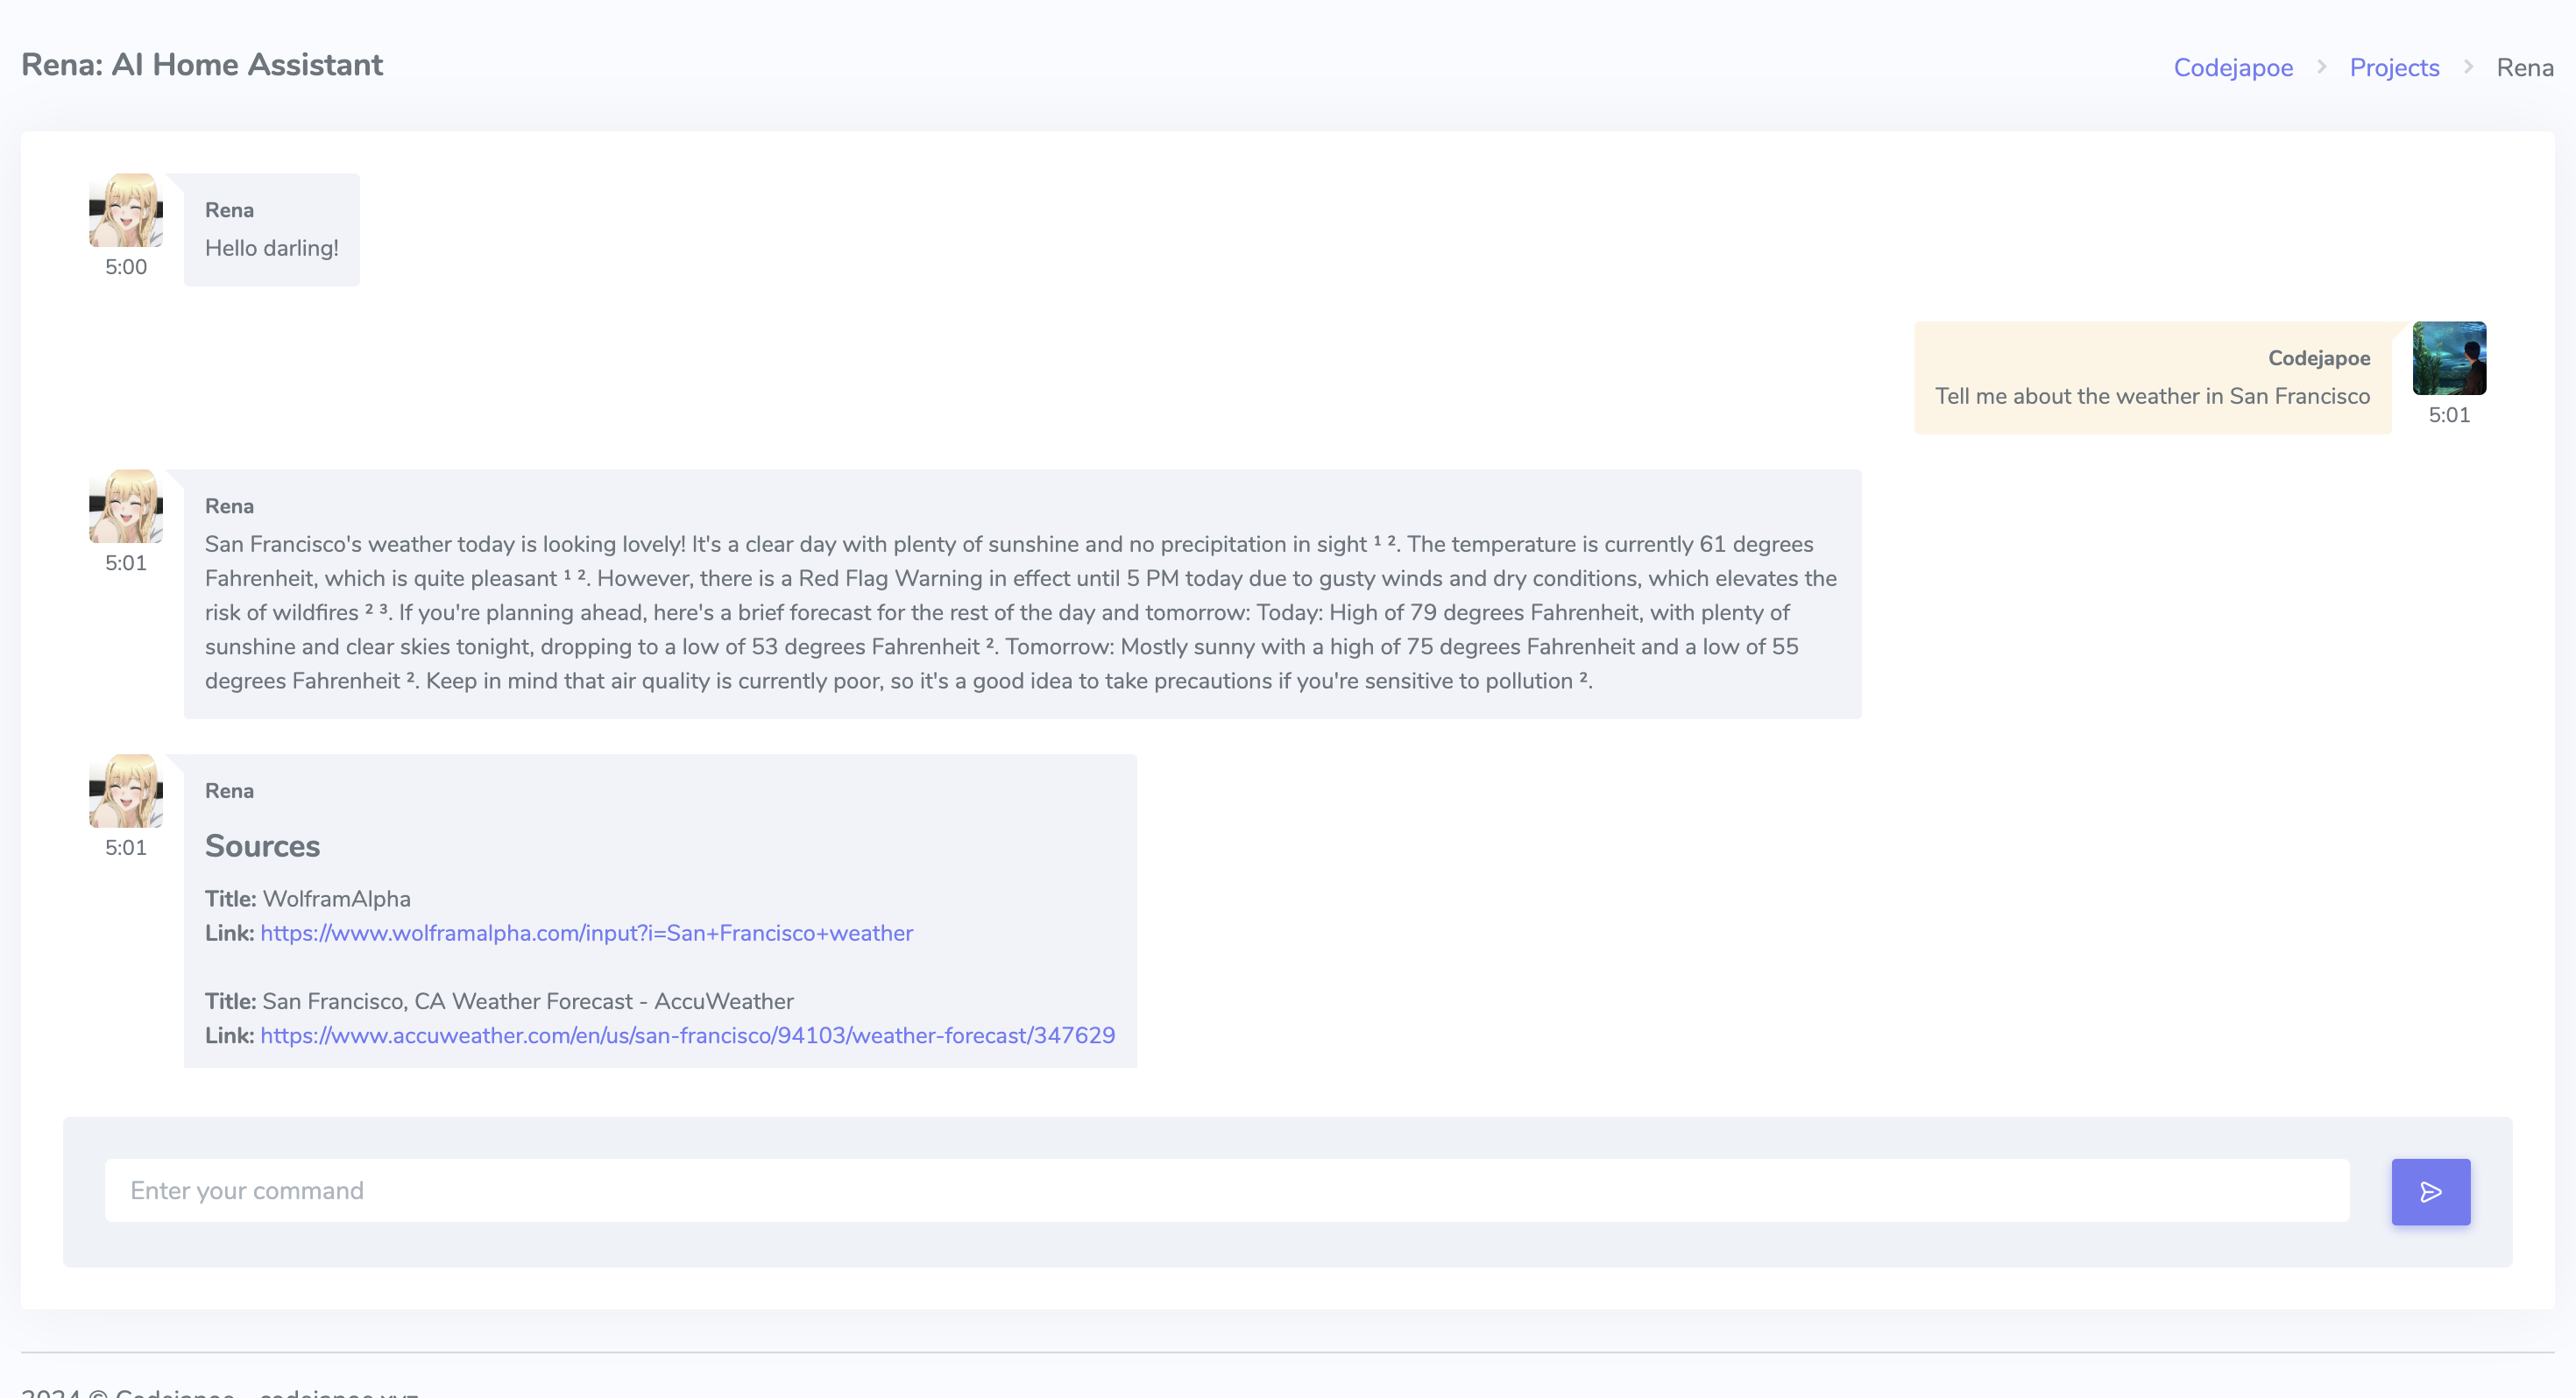 Rena: AI Home Assistant
Codejapoe > Projects > Rena
Rena
Hello darling!
5:00
Codejapoe
Tell me about the weather in San Francisco
5:01
Rena
San Francisco's weather today is looking lovely! It's a clear day with plenty of sunshine and no precipitation in sight ¹ ². The temperature is currently 61 degrees
Fahrenheit, which is quite pleasant ¹ ². However, there is a Red Flag Warning in effect until 5 PM today due to gusty winds and dry conditions, which elevates the
risk of wildfires ² ³. If you're planning ahead, here's a brief forecast for the rest of the day and tomorrow: Today: High of 79 degrees Fahrenheit, with plenty of
sunshine and clear skies tonight, dropping to a low of 53 degrees Fahrenheit ². Tomorrow: Mostly sunny with a high of 75 degrees Fahrenheit and a low of 55
degrees Fahrenheit ². Keep in mind that air quality is currently poor, so it's a good idea to take precautions if you're sensitive to pollution ².
5:01
Rena
Sources
5:01
Title: WolframAlpha
Link: https://www.wolframalpha.com/input?i=San+Francisco+weather
Title: San Francisco, CA Weather Forecast - AccuWeather
Link: https://www.accuweather.com/en/us/san-francisco/94103/weather-forecast/347629
Enter your command
2024 © Codejapoe - codejapoe.xyz